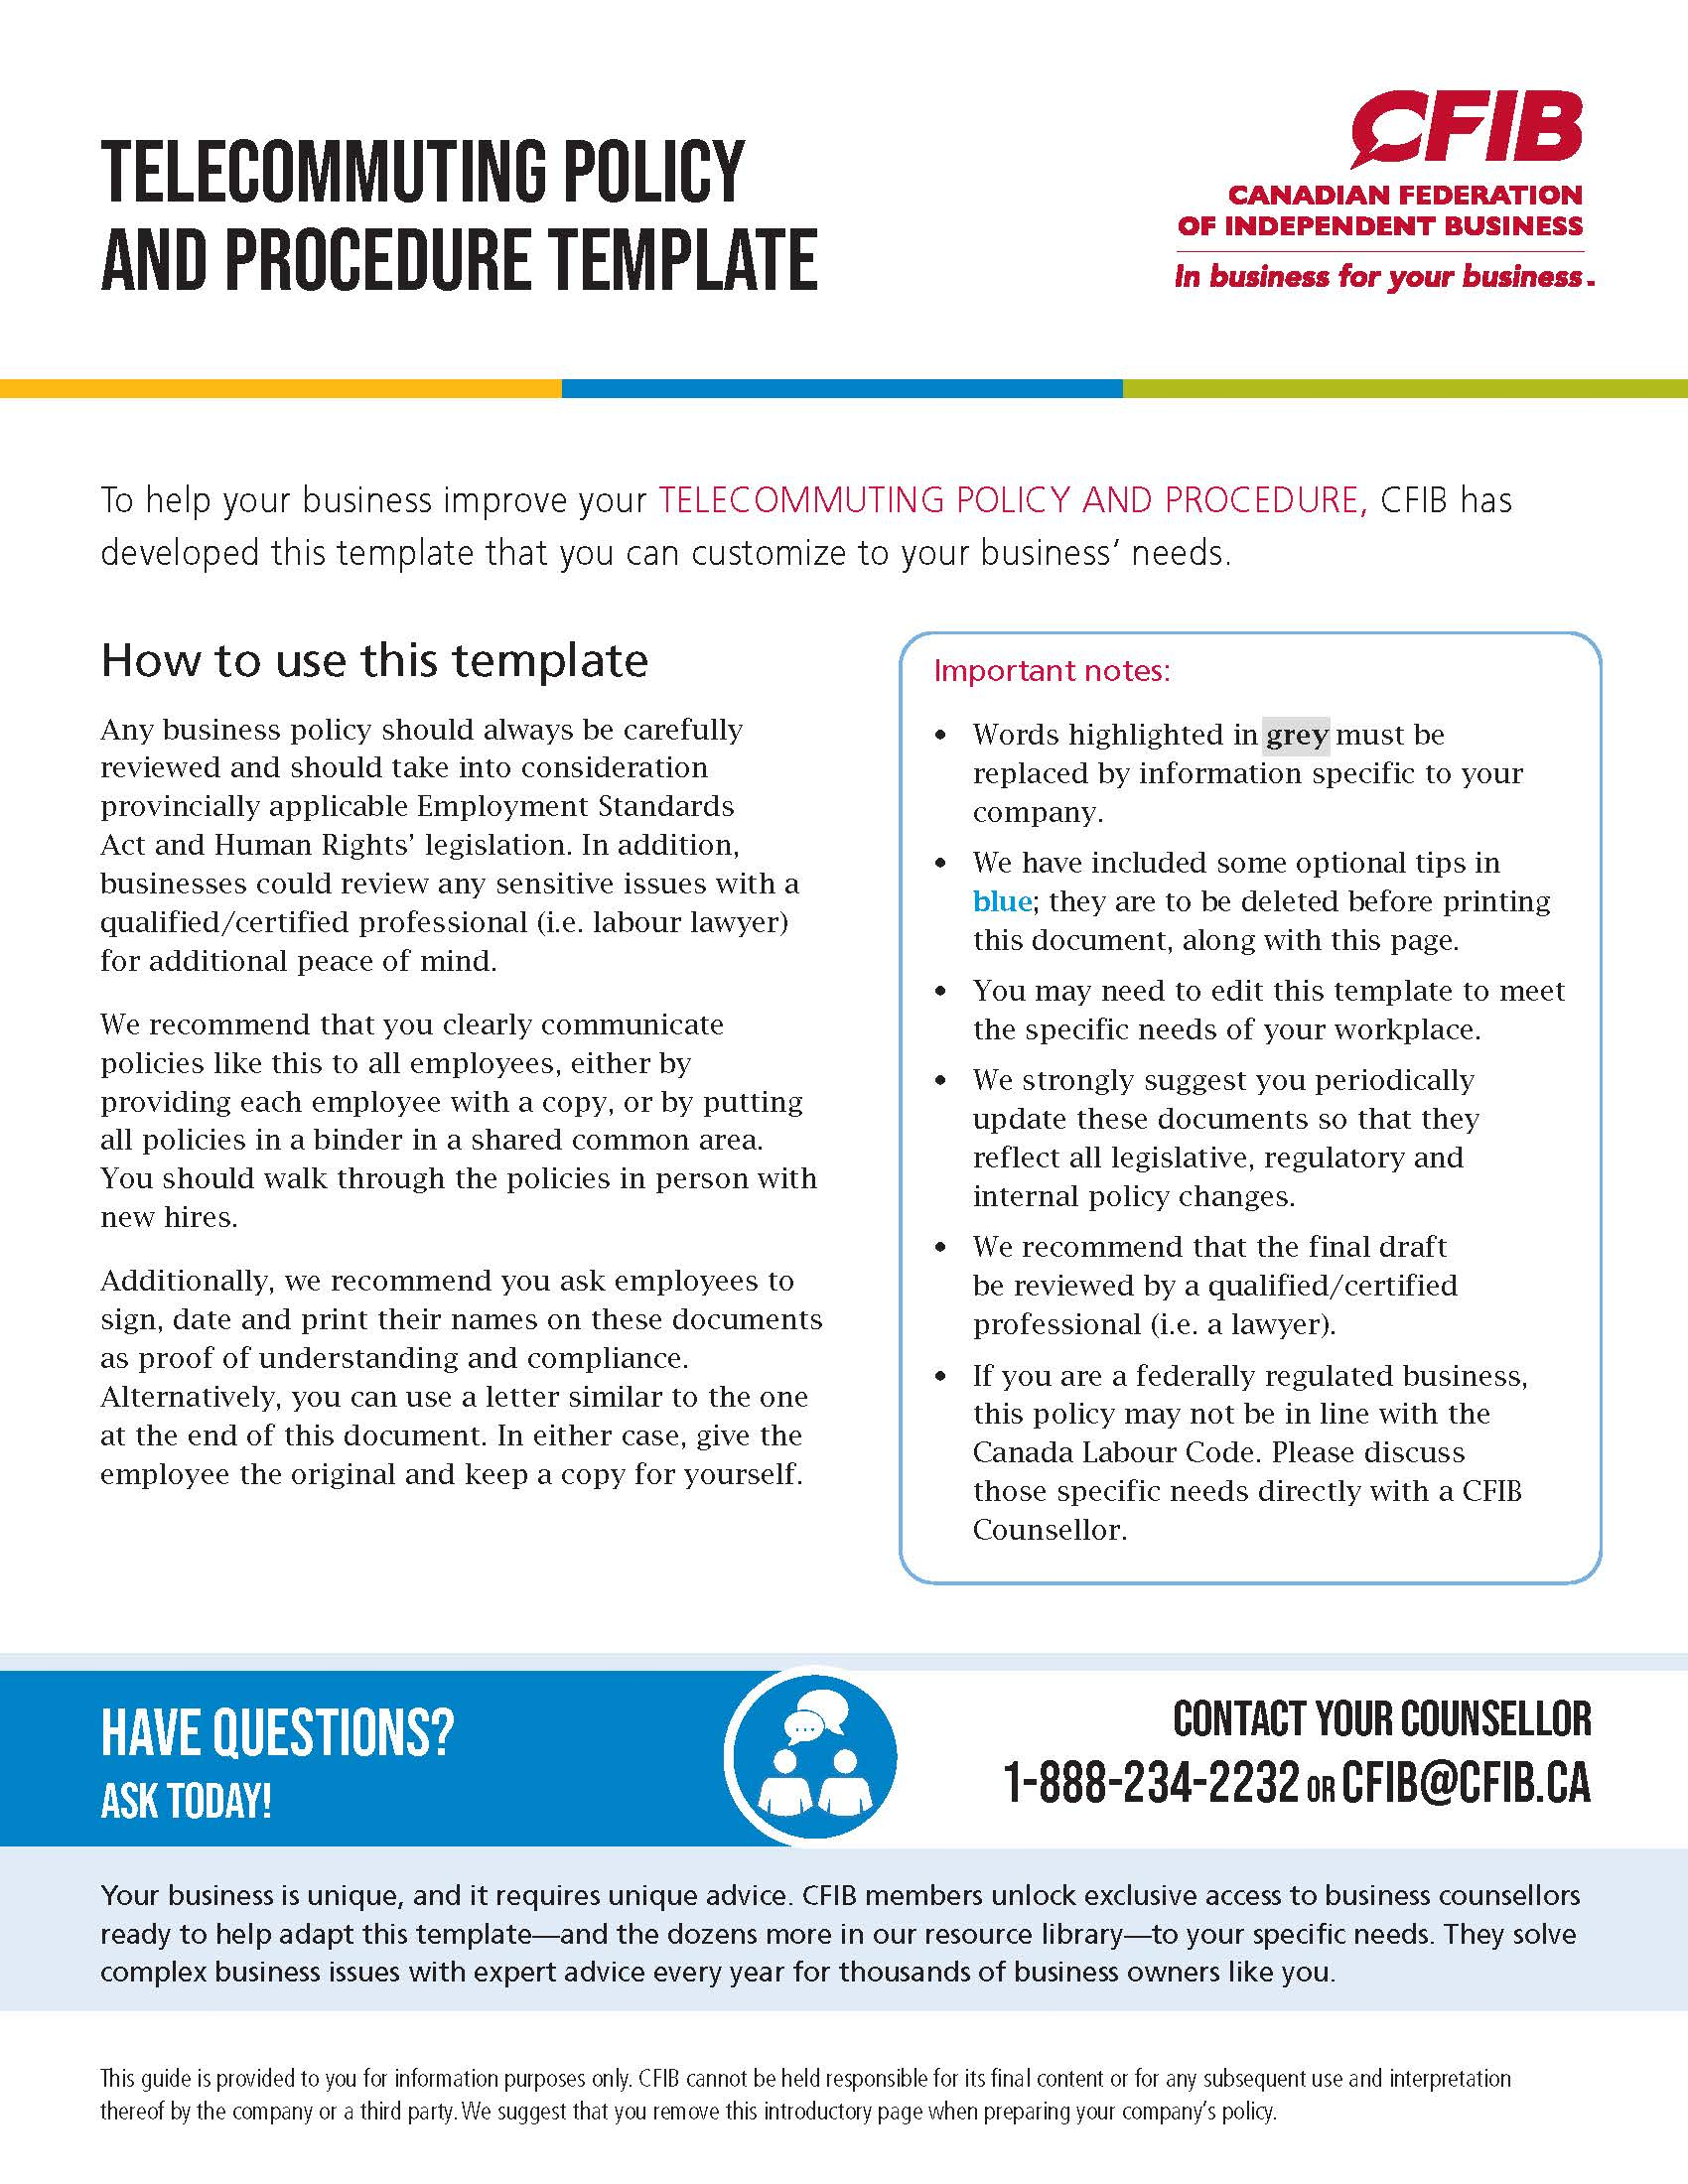 TELECOMMUTING POLICY
AND PROCEDURE TEMPLATE
CFIB
CANADIAN FEDERATION
OF INDEPENDENT BUSINESS
In business for your business.
To help your business improve your TELECOMMUTING POLICY AND PROCEDURE, CFIB has
developed this template that you can customize to your business’ needs.
How to use this template
Any business policy should always be carefully
reviewed and should take into consideration
provincially applicable Employment Standards
Act and Human Rights’ legislation. In addition,
businesses could review any sensitive issues with a
qualified/certified professional (i.e. labour lawyer)
for additional peace of mind.
We recommend that you clearly communicate
policies like this to all employees, either by
providing each employee with a copy, or by putting
all policies in a binder in a shared common area.
You should walk through the policies in person with
new hires.
Additionally, we recommend you ask employees to
sign, date and print their names on these documents
as proof of understanding and compliance.
Alternatively, you can use a letter similar to the one
at the end of this document. In either case, give the
employee the original and keep a copy for yourself.
Important notes:
• Words highlighted in grey must be
replaced by information specific to your
company.
• We have included some optional tips in
blue; they are to be deleted before printing
this document, along with this page.
• You may need to edit this template to meet
the specific needs of your workplace.
• We strongly suggest you periodically
update these documents so that they
reflect all legislative, regulatory and
internal policy changes.
• We recommend that the final draft
be reviewed by a qualified/certified
professional (i.e. a lawyer).
• If you are a federally regulated business,
this policy may not be in line with the
Canada Labour Code. Please discuss
those specific needs directly with a CFIB
Counsellor.
HAVE QUESTIONS?
ASK TODAY!
CONTACT YOUR COUNSELLOR
1-888-234-2232 OR CFIB@CFIB.CA
Your business is unique, and it requires unique advice. CFIB members unlock exclusive access to business counsellors
ready to help adapt this template—and the dozens more in our resource library—to your specific needs. They solve
complex business issues with expert advice every year for thousands of business owners like you.
This guide is provided to you for information purposes only. CFIB cannot be held responsible for its final content or for any subsequent use and interpretation
thereof by the company or a third party. We suggest that you remove this introductory page when preparing your company’s policy.